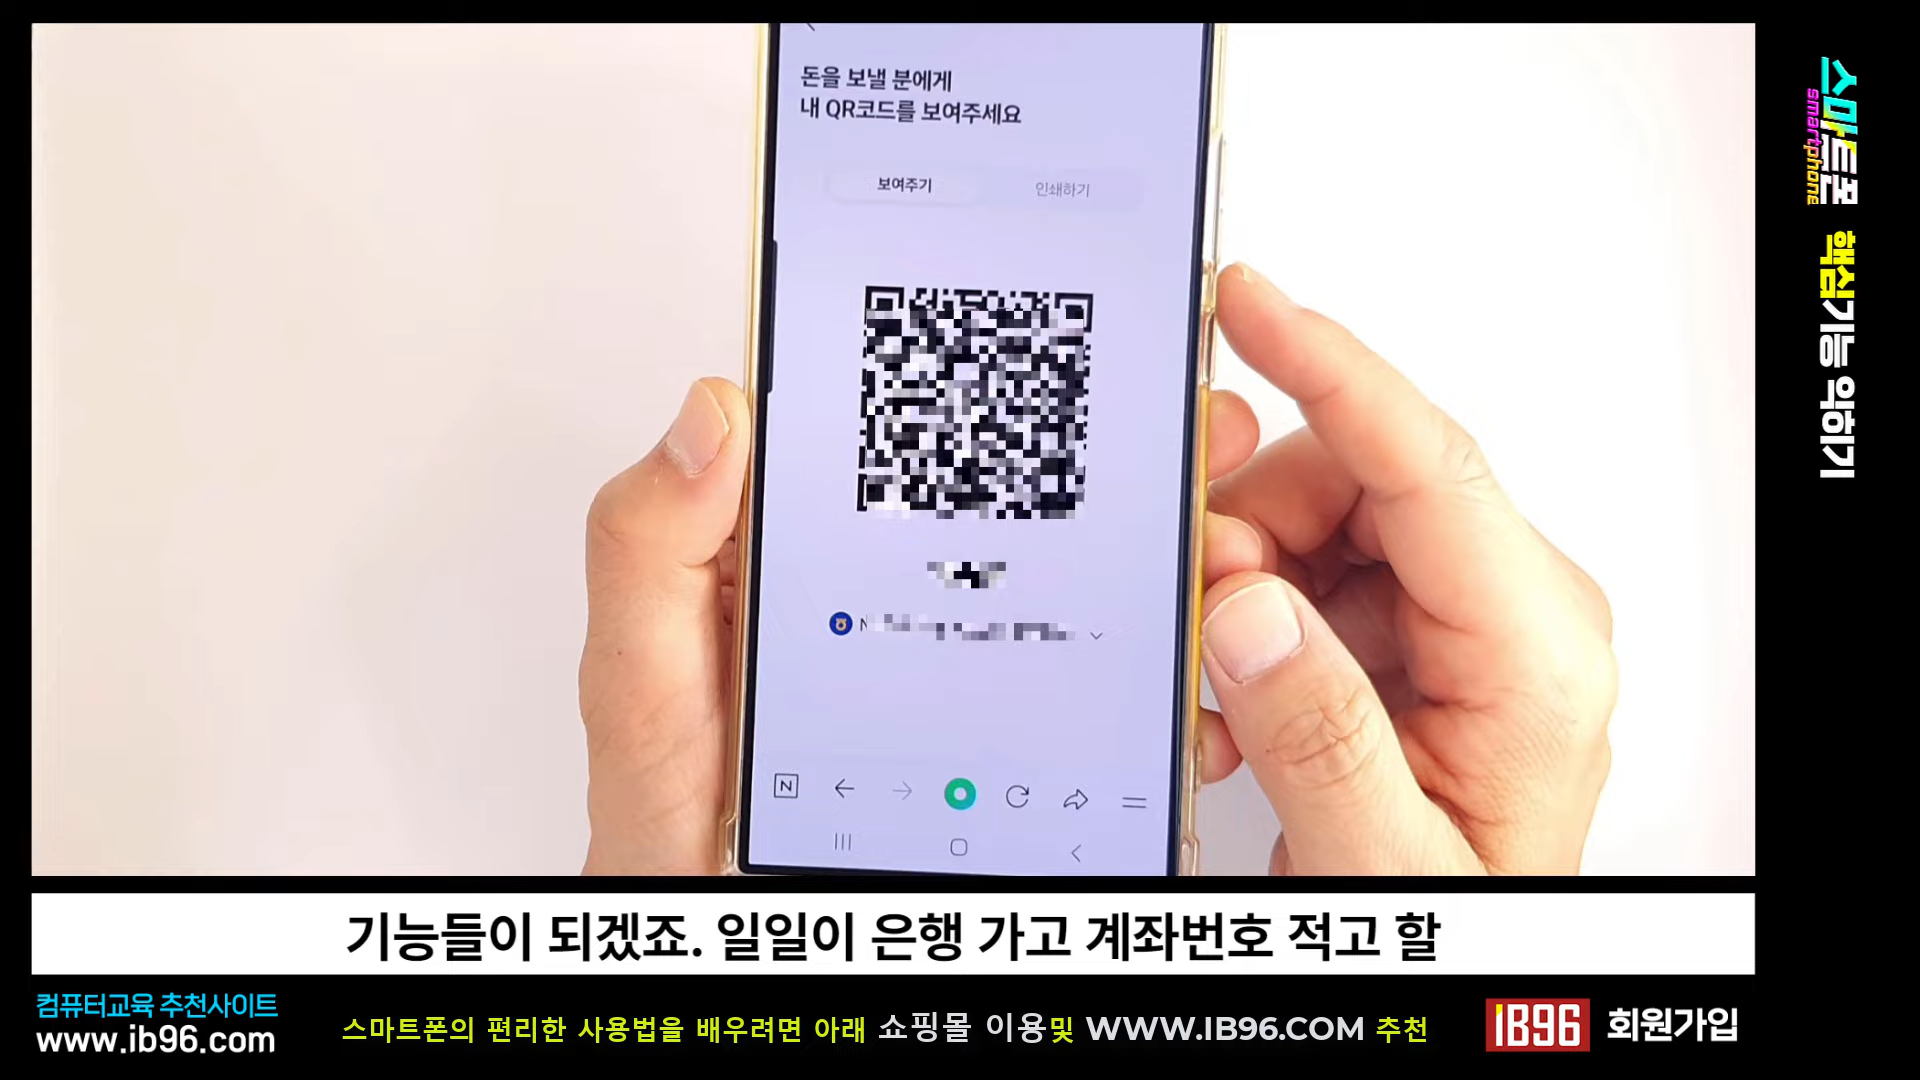 돈을 보낼 분에게
내 QR코드를 보여주세요
보여주기
인쇄하기
N
N
스마트폰
smartphone
핵심기능 익히기
기능들이 되겠죠. 일일이 은행 가고 계좌번호 적고 할
컴퓨터교육 추천사이트
www.ib96.com
스마트폰의 편리한 사용법을 배우려면 아래 쇼핑몰 이용및 WWW.IB96.COM 추천
IB96 회원가입